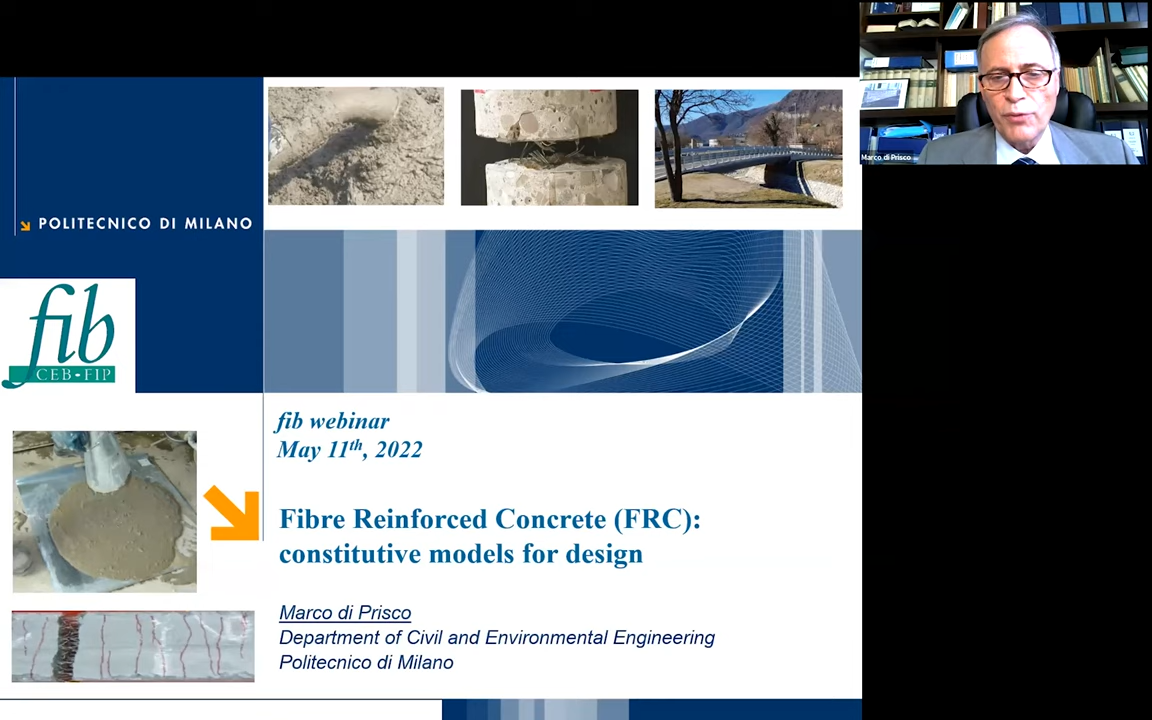 Marco di Prisco
POLITECNICO DI MILANO
fib
CEB-FIP
fib webinar
May 11th, 2022
Fibre Reinforced Concrete (FRC):
constitutive models for design
Marco di Prisco
Department of Civil and Environmental Engineering
Politecnico di Milano